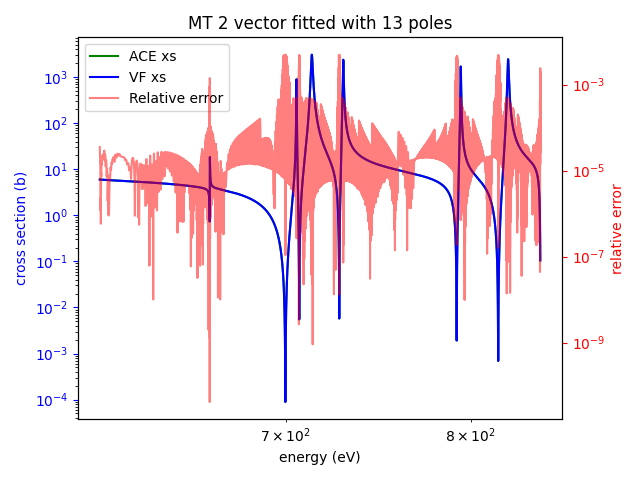 MT 2 vector fitted with 13 poles
ACE xs
VF xs
Relative error
10³
10²
10¹
10⁰
10⁻¹
10⁻²
10⁻³
10⁻⁴
cross section (b)
10⁻³
10⁻⁵
10⁻⁷
10⁻⁹
relative error
7 × 10²
8 × 10²
energy (eV)